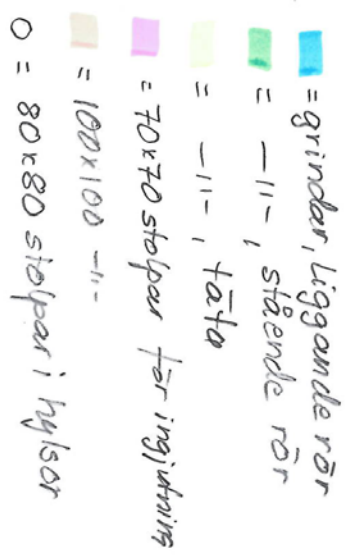 = grindar, liggande rör
= -"-, stående rör
= -"-, täta
= 70x70 stolpar för ingjutning
= 100x100 -"-
O = 80x80 stolpar i hylsor